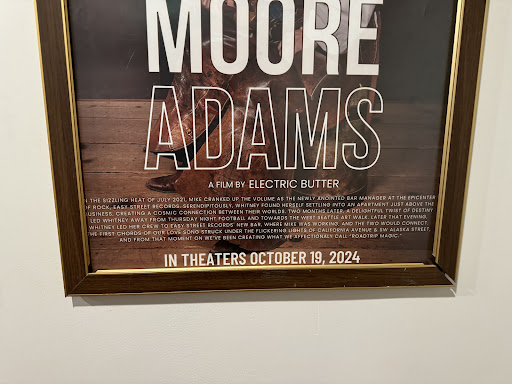 MOORE
ADAMS
A FILM BY ELECTRIC BUTTER
IN THE SIZZLING HEAT OF JULY 2021, MIKE CRANKED UP THE VOLUME AS THE NEWLY ANOINTED BAR MANAGER AT THE EPICENTER
OF ROCK, EASY STREET RECORDS. SERENDIPITOUSLY, WHITNEY FOUND HERSELF SETTLING INTO AN APARTMENT JUST ABOVE THE
BUSINESS, CREATING A COSMIC CONNECTION BETWEEN THEIR WORLDS. TWO MONTHS LATER, A DELIGHTFUL TWIST OF DESTINY
LED WHITNEY AWAY FROM THURSDAY NIGHT FOOTBALL AND TOWARDS THE WEST SEATTLE ART WALK. LATER THAT EVENING,
WHITNEY LED HER CREW TO EASY STREET RECORDS' NEW BAR, WHERE MIKE WAS WORKING AND THE TWO WOULD CONNECT.
THE FIRST CHORDS OF OUR LOVE SONG STRUCK UNDER THE FLICKERING LIGHTS OF CALIFORNIA AVENUE & SW ALASKA STREET,
AND FROM THAT MOMENT ON WE'VE BEEN CREATING WHAT WE AFFECTIONALY CALL "ROADTRIP MAGIC."
IN THEATERS OCTOBER 19, 2024